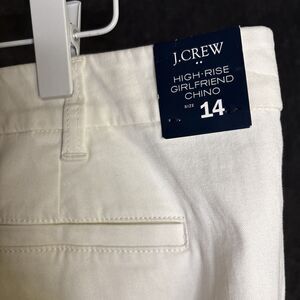 J.CREW
HIGH-RISE
GIRLFRIEND
CHINO
SIZE 14